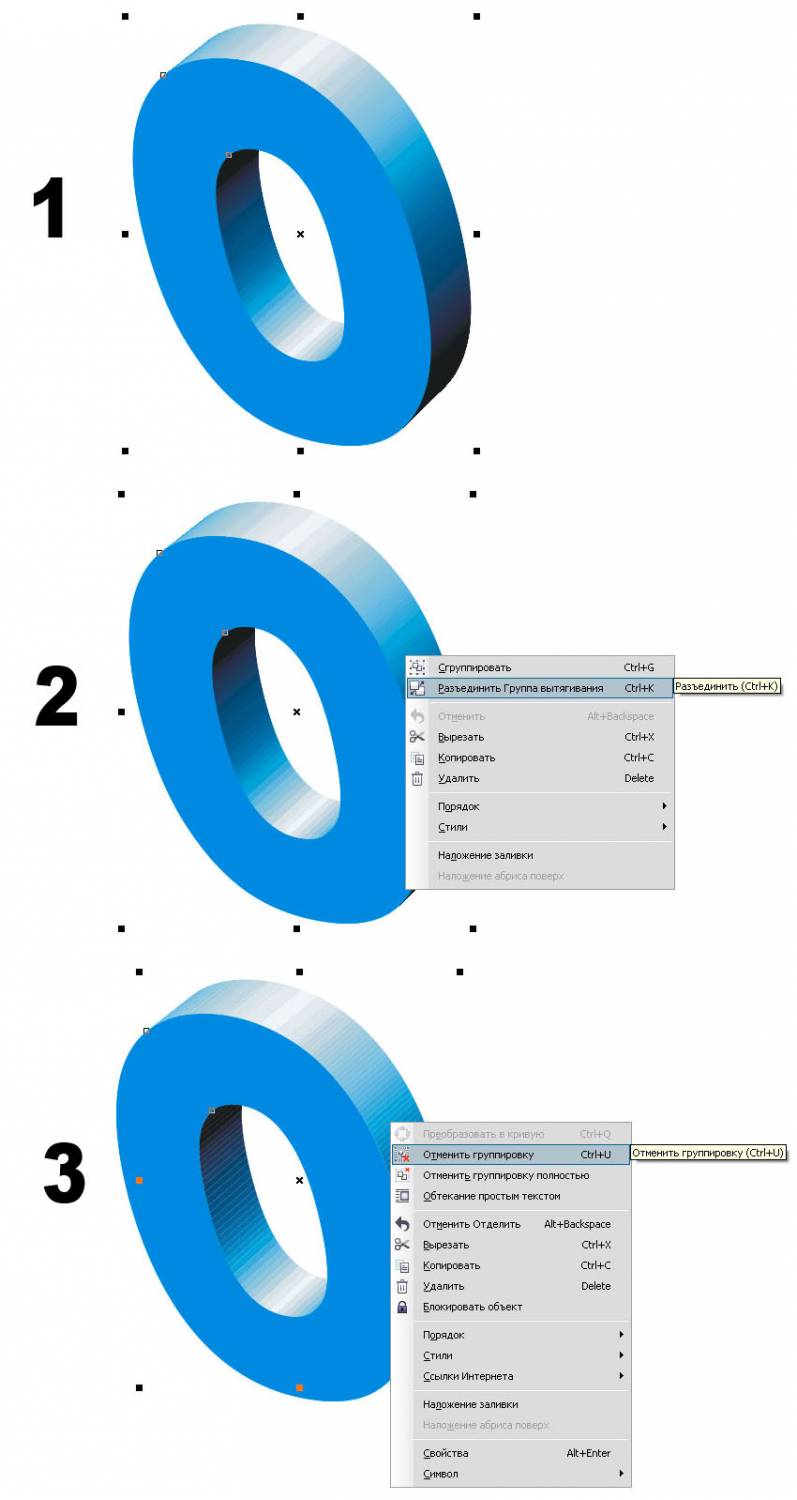 1
2
Сгруппировать Ctrl+G
Разъединить Группа вытягивания Ctrl+K
Разъединить (Ctrl+K)
Отменить Alt+Backspace
Вырезать Ctrl+X
Копировать Ctrl+C
Удалить Delete
Порядок
Стили
Наложение заливки
Наложение абриса поверх
3
Преобразовать в кривую Ctrl+Q
Отменить группировку Ctrl+U
Отменить группировку (Ctrl+U)
Отменить группировку полностью
Обтекание простым текстом
Отменить Отделить Alt+Backspace
Вырезать Ctrl+X
Копировать Ctrl+C
Удалить Delete
Блокировать объект
Порядок
Стили
Ссылки Интернета
Наложение заливки
Наложение абриса поверх
Свойства Alt+Enter
Символ